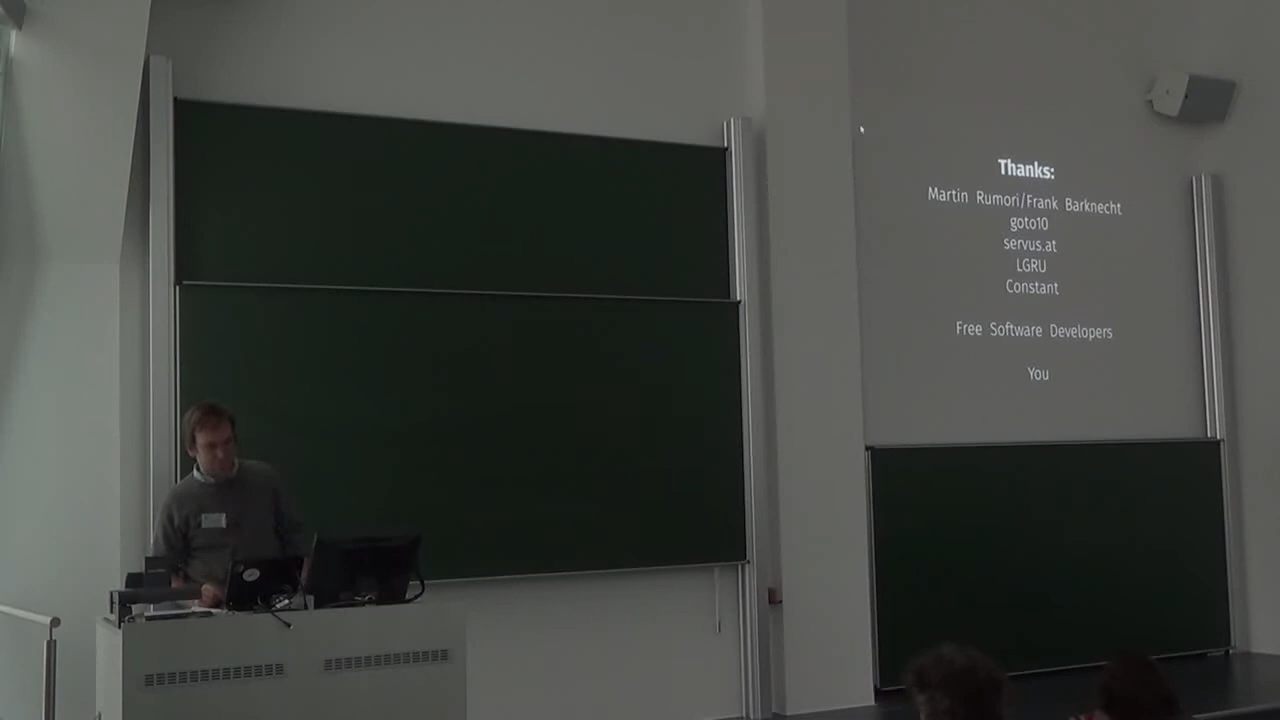 Thanks:
Martin Rumori/Frank Barknecht
goto10
servus.at
LGRU
Constant
Free Software Developers
You